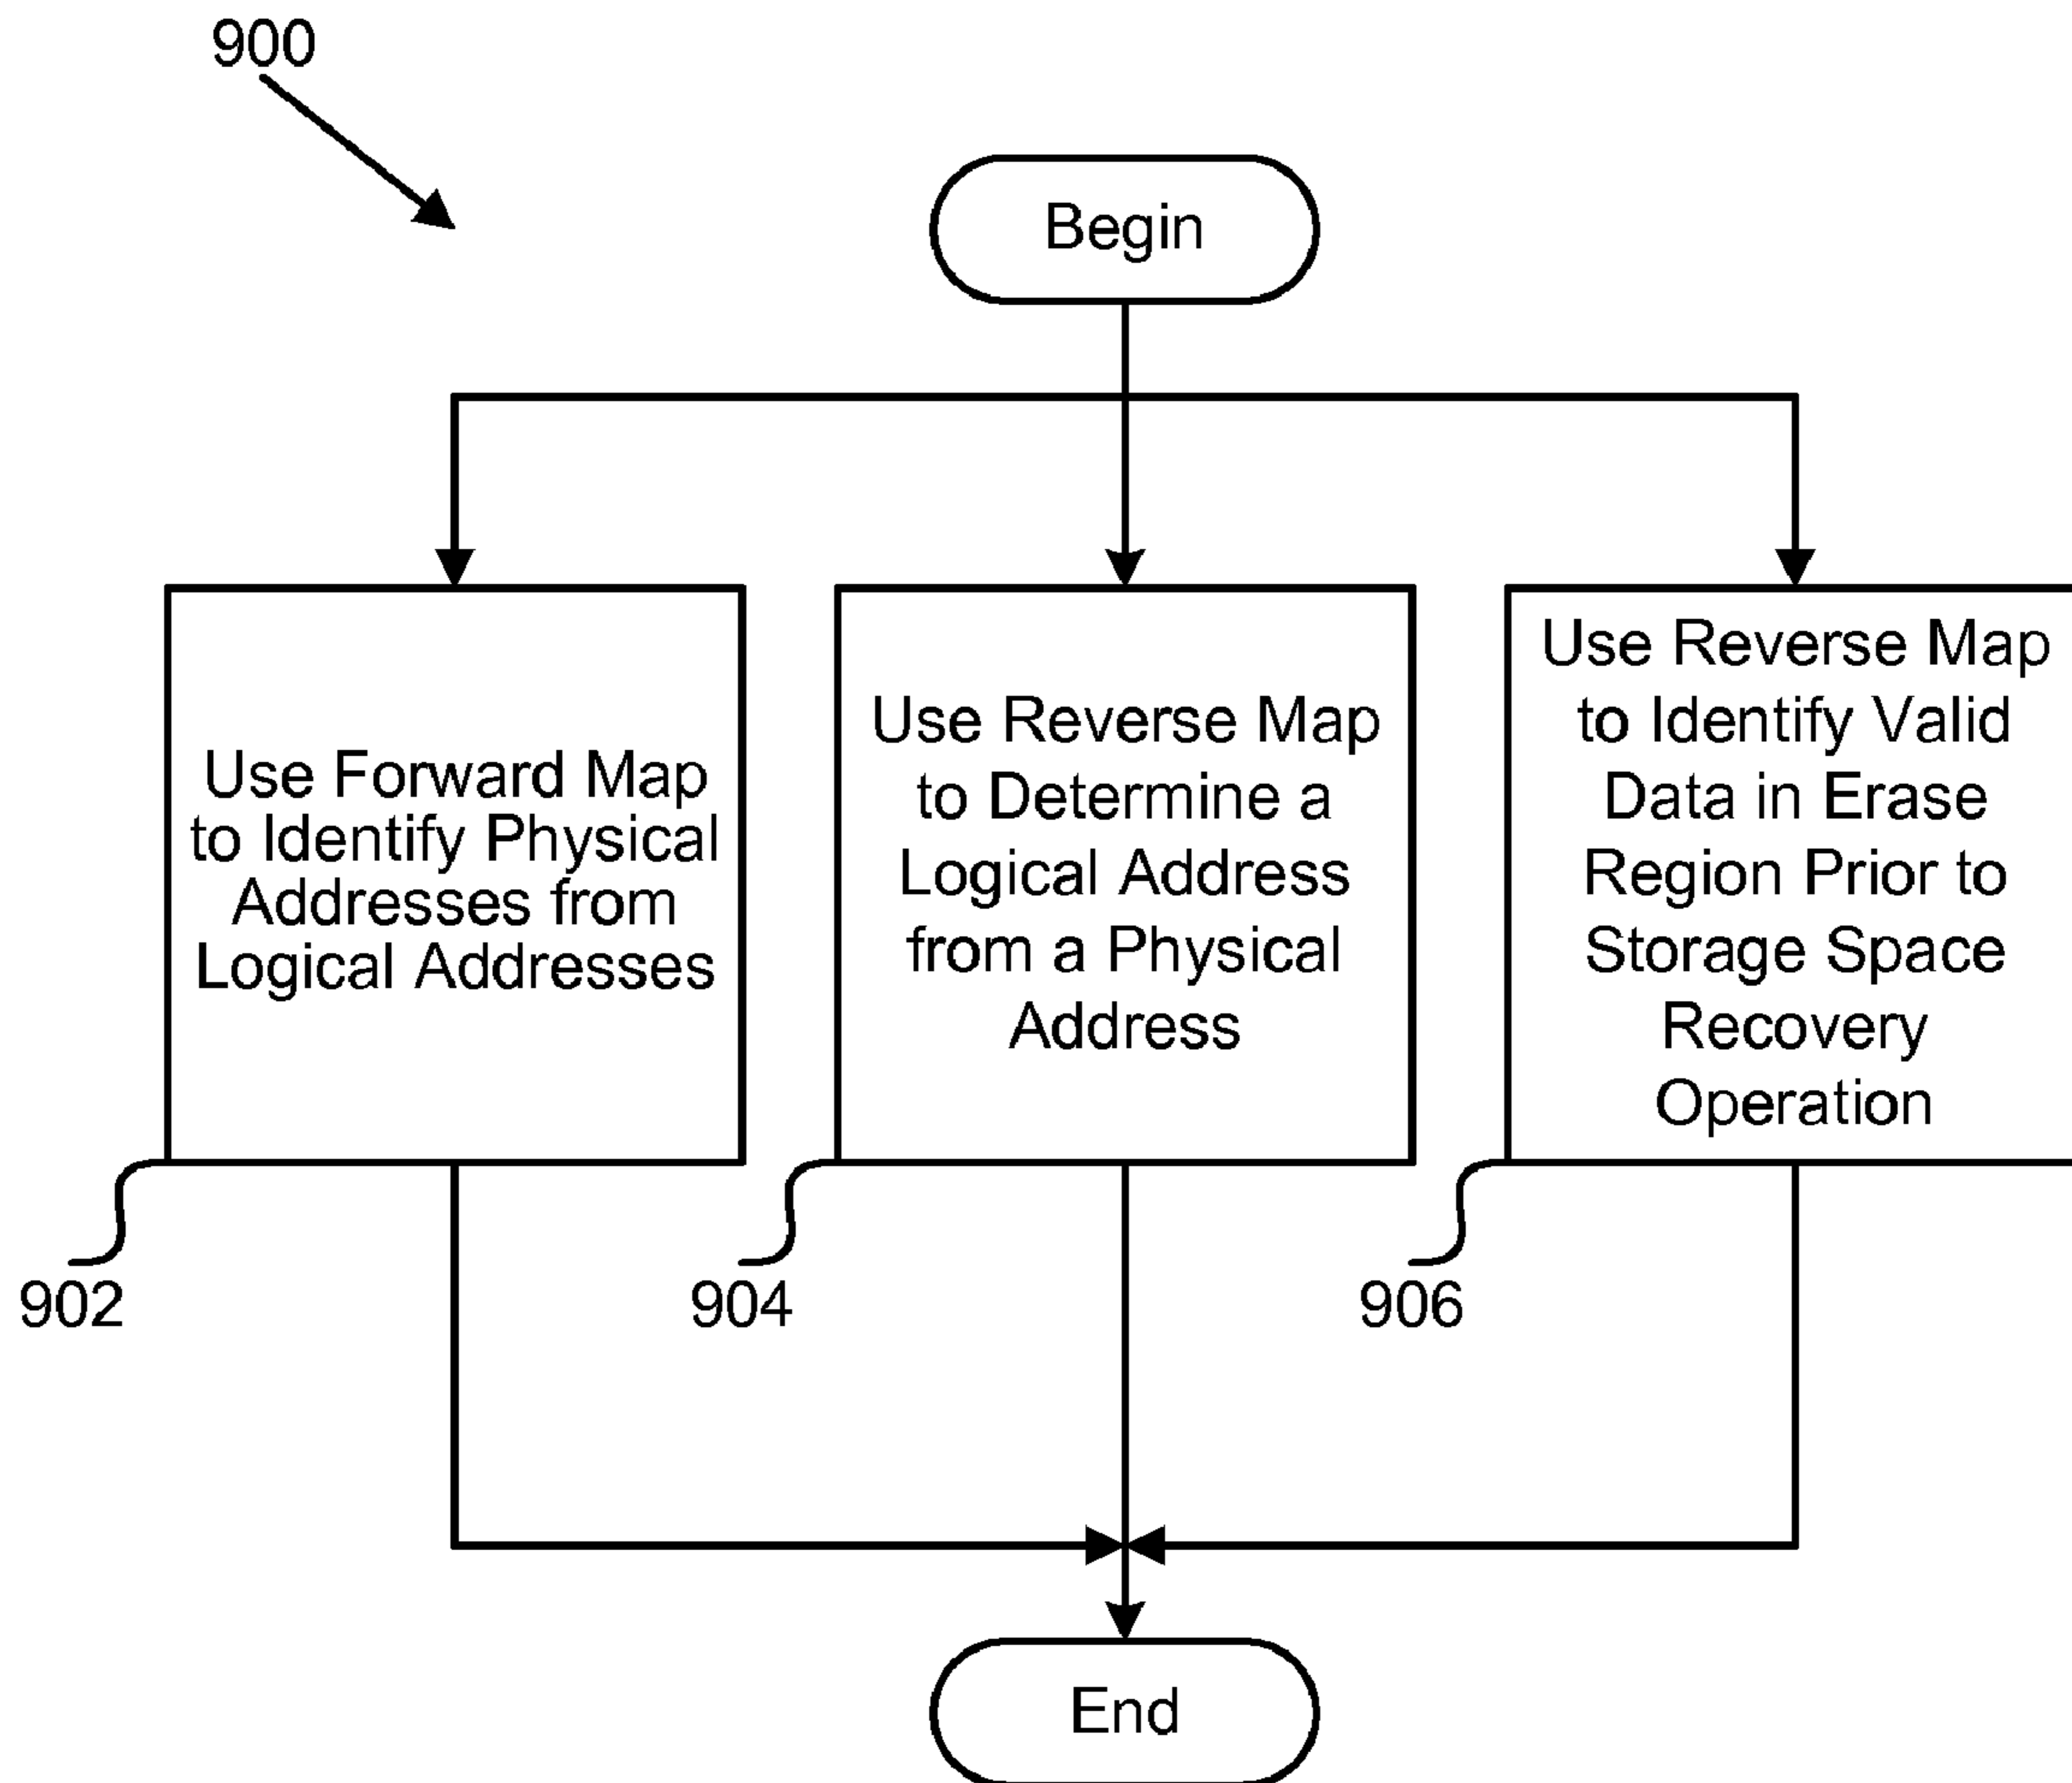 900
Begin
Use Forward Map
to Identify Physical
Addresses from
Logical Addresses
Use Reverse Map
to Determine a
Logical Address
from a Physical
Address
Use Reverse Map
to Identify Valid
Data in Erase
Region Prior to
Storage Space
Recovery
Operation
902
904
906
End